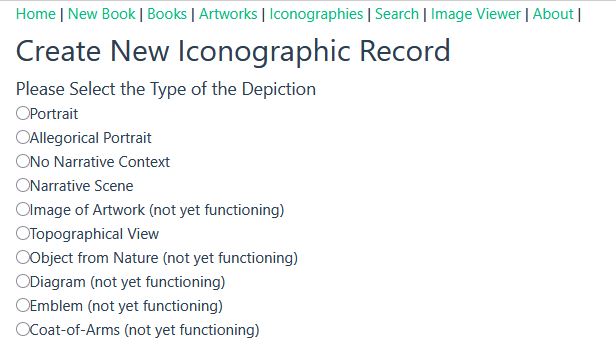 Home | New Book | Books | Artworks | Iconographies | Search | Image Viewer | About |
Create New Iconographic Record
Please Select the Type of the Depiction
Portrait
Allegorical Portrait
No Narrative Context
Narrative Scene
Image of Artwork (not yet functioning)
Topographical View
Object from Nature (not yet functioning)
Diagram (not yet functioning)
Emblem (not yet functioning)
Coat-of-Arms (not yet functioning)